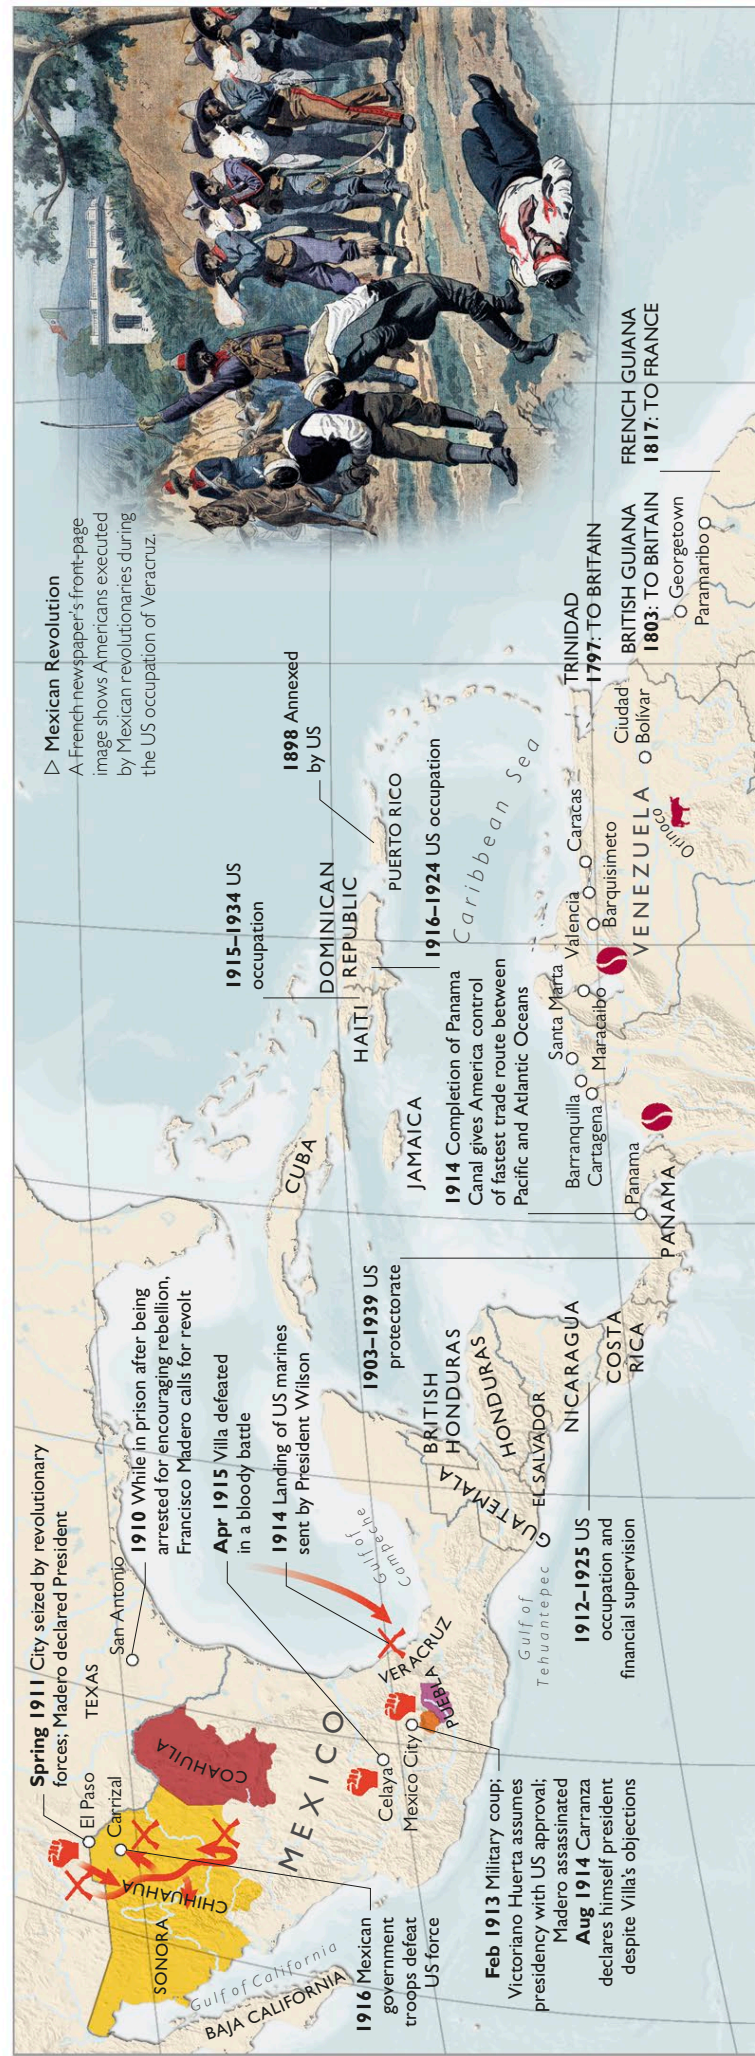 Spring 1911 City seized by revolutionary
forces; Madero declared President
El Paso
TEXAS
San Antonio
Carrizal
1910 While in prison after being
arrested for encouraging rebellion,
Francisco Madero calls for revolt
Apr 1915 Villa defeated
in a bloody battle
1914 Landing of US marines
sent by President Wilson
SONORA
CHIHUAHUA
COAHUILA
Gulf of California
BAJA CALIFORNIA
MEXICO
1916 Mexican
government
troops defeat
US force
Celaya
Mexico City
PUEBLA
VERACRUZ
Gulf of
Campeche
Feb 1913 Military coup;
Victoriano Huerta assumes
presidency with US approval;
Madero assassinated
Aug 1914 Carranza
declares himself president
despite Villa's objections
Gulf of
Tehuantepec
1912–1925 US
occupation and
financial supervision
GUATEMALA
BRITISH
HONDURAS
HONDURAS
EL SALVADOR
NICARAGUA
COSTA
RICA
1903–1939 US
protectorate
PANAMA
Panama
1914 Completion of Panama
Canal gives America control
of fastest trade route between
Pacific and Atlantic Oceans
CUBA
JAMAICA
HAITI
1915–1934 US
occupation
DOMINICAN
REPUBLIC
1916–1924 US occupation
PUERTO RICO
1898 Annexed
by US
Caribbean Sea
Barranquilla
Cartagena
Santa Marta
Maracaibo
Valencia
Barquisimeto
Caracas
VENEZUELA
Orinoco
Ciudad
Bolívar
TRINIDAD
1797: TO BRITAIN
BRITISH GUIANA
1803: TO BRITAIN
Georgetown
Paramaribo
FRENCH GUIANA
1817: TO FRANCE
▷ Mexican Revolution
A French newspaper's front-page
image shows Americans executed
by Mexican revolutionaries during
the US occupation of Veracruz.